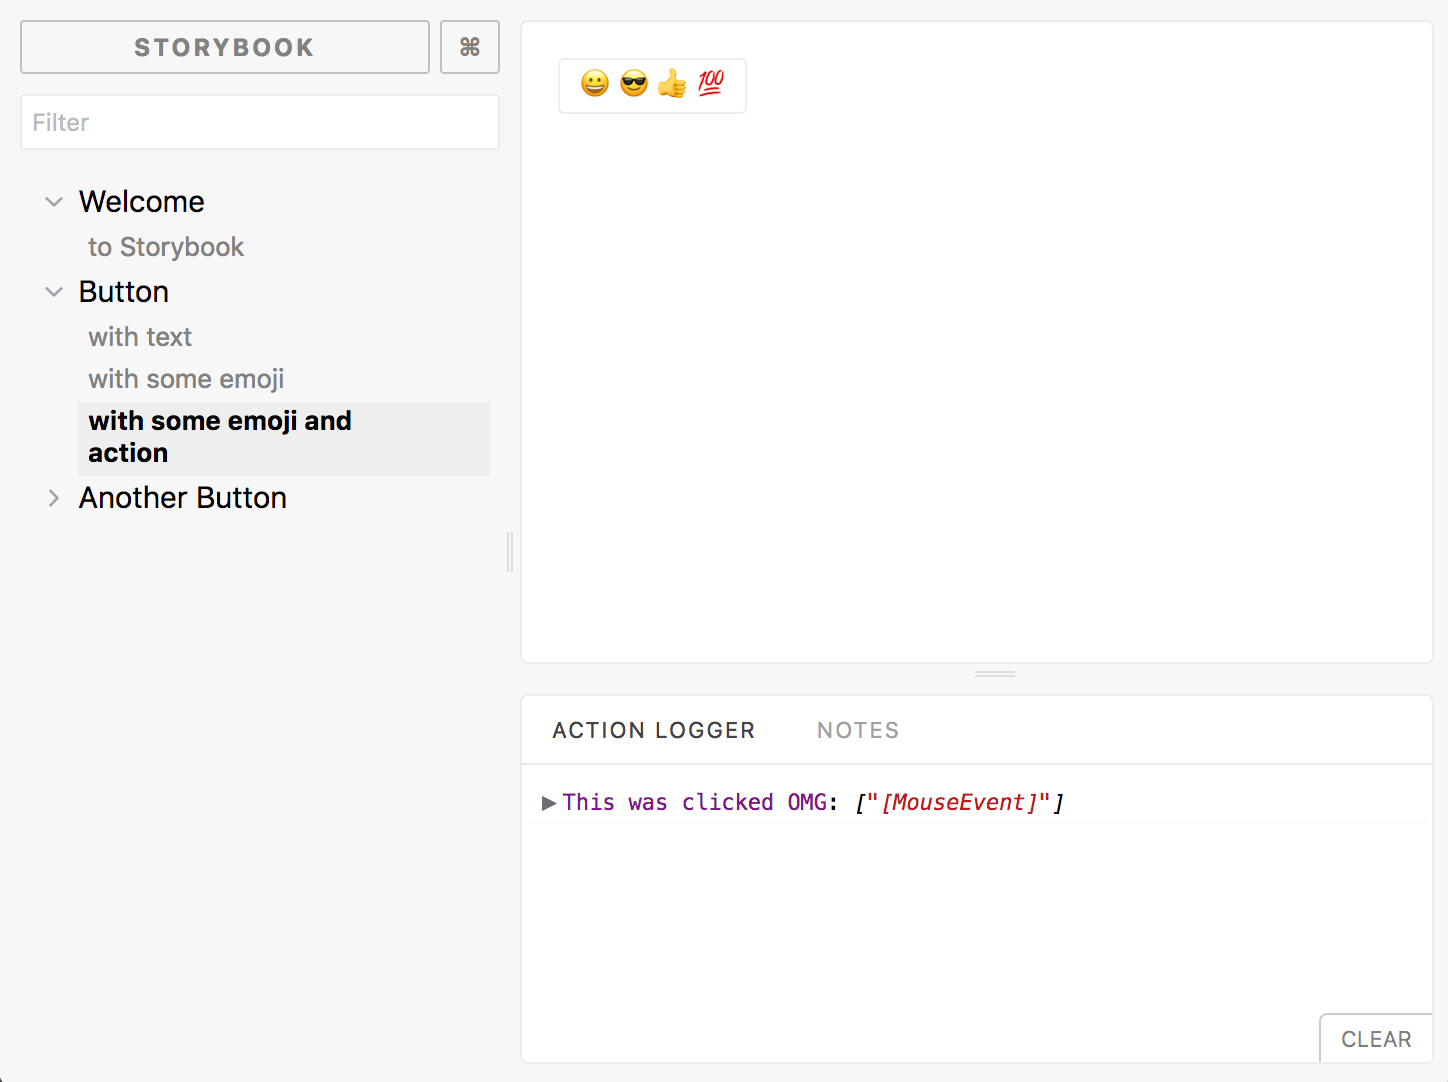 STORYBOOK
⌘
Filter
Welcome
to Storybook
Button
with text
with some emoji
with some emoji and
action
Another Button
😀 😎 👍 💯
ACTION LOGGER
NOTES
▶This was clicked OMG: ["[MouseEvent]"]
CLEAR